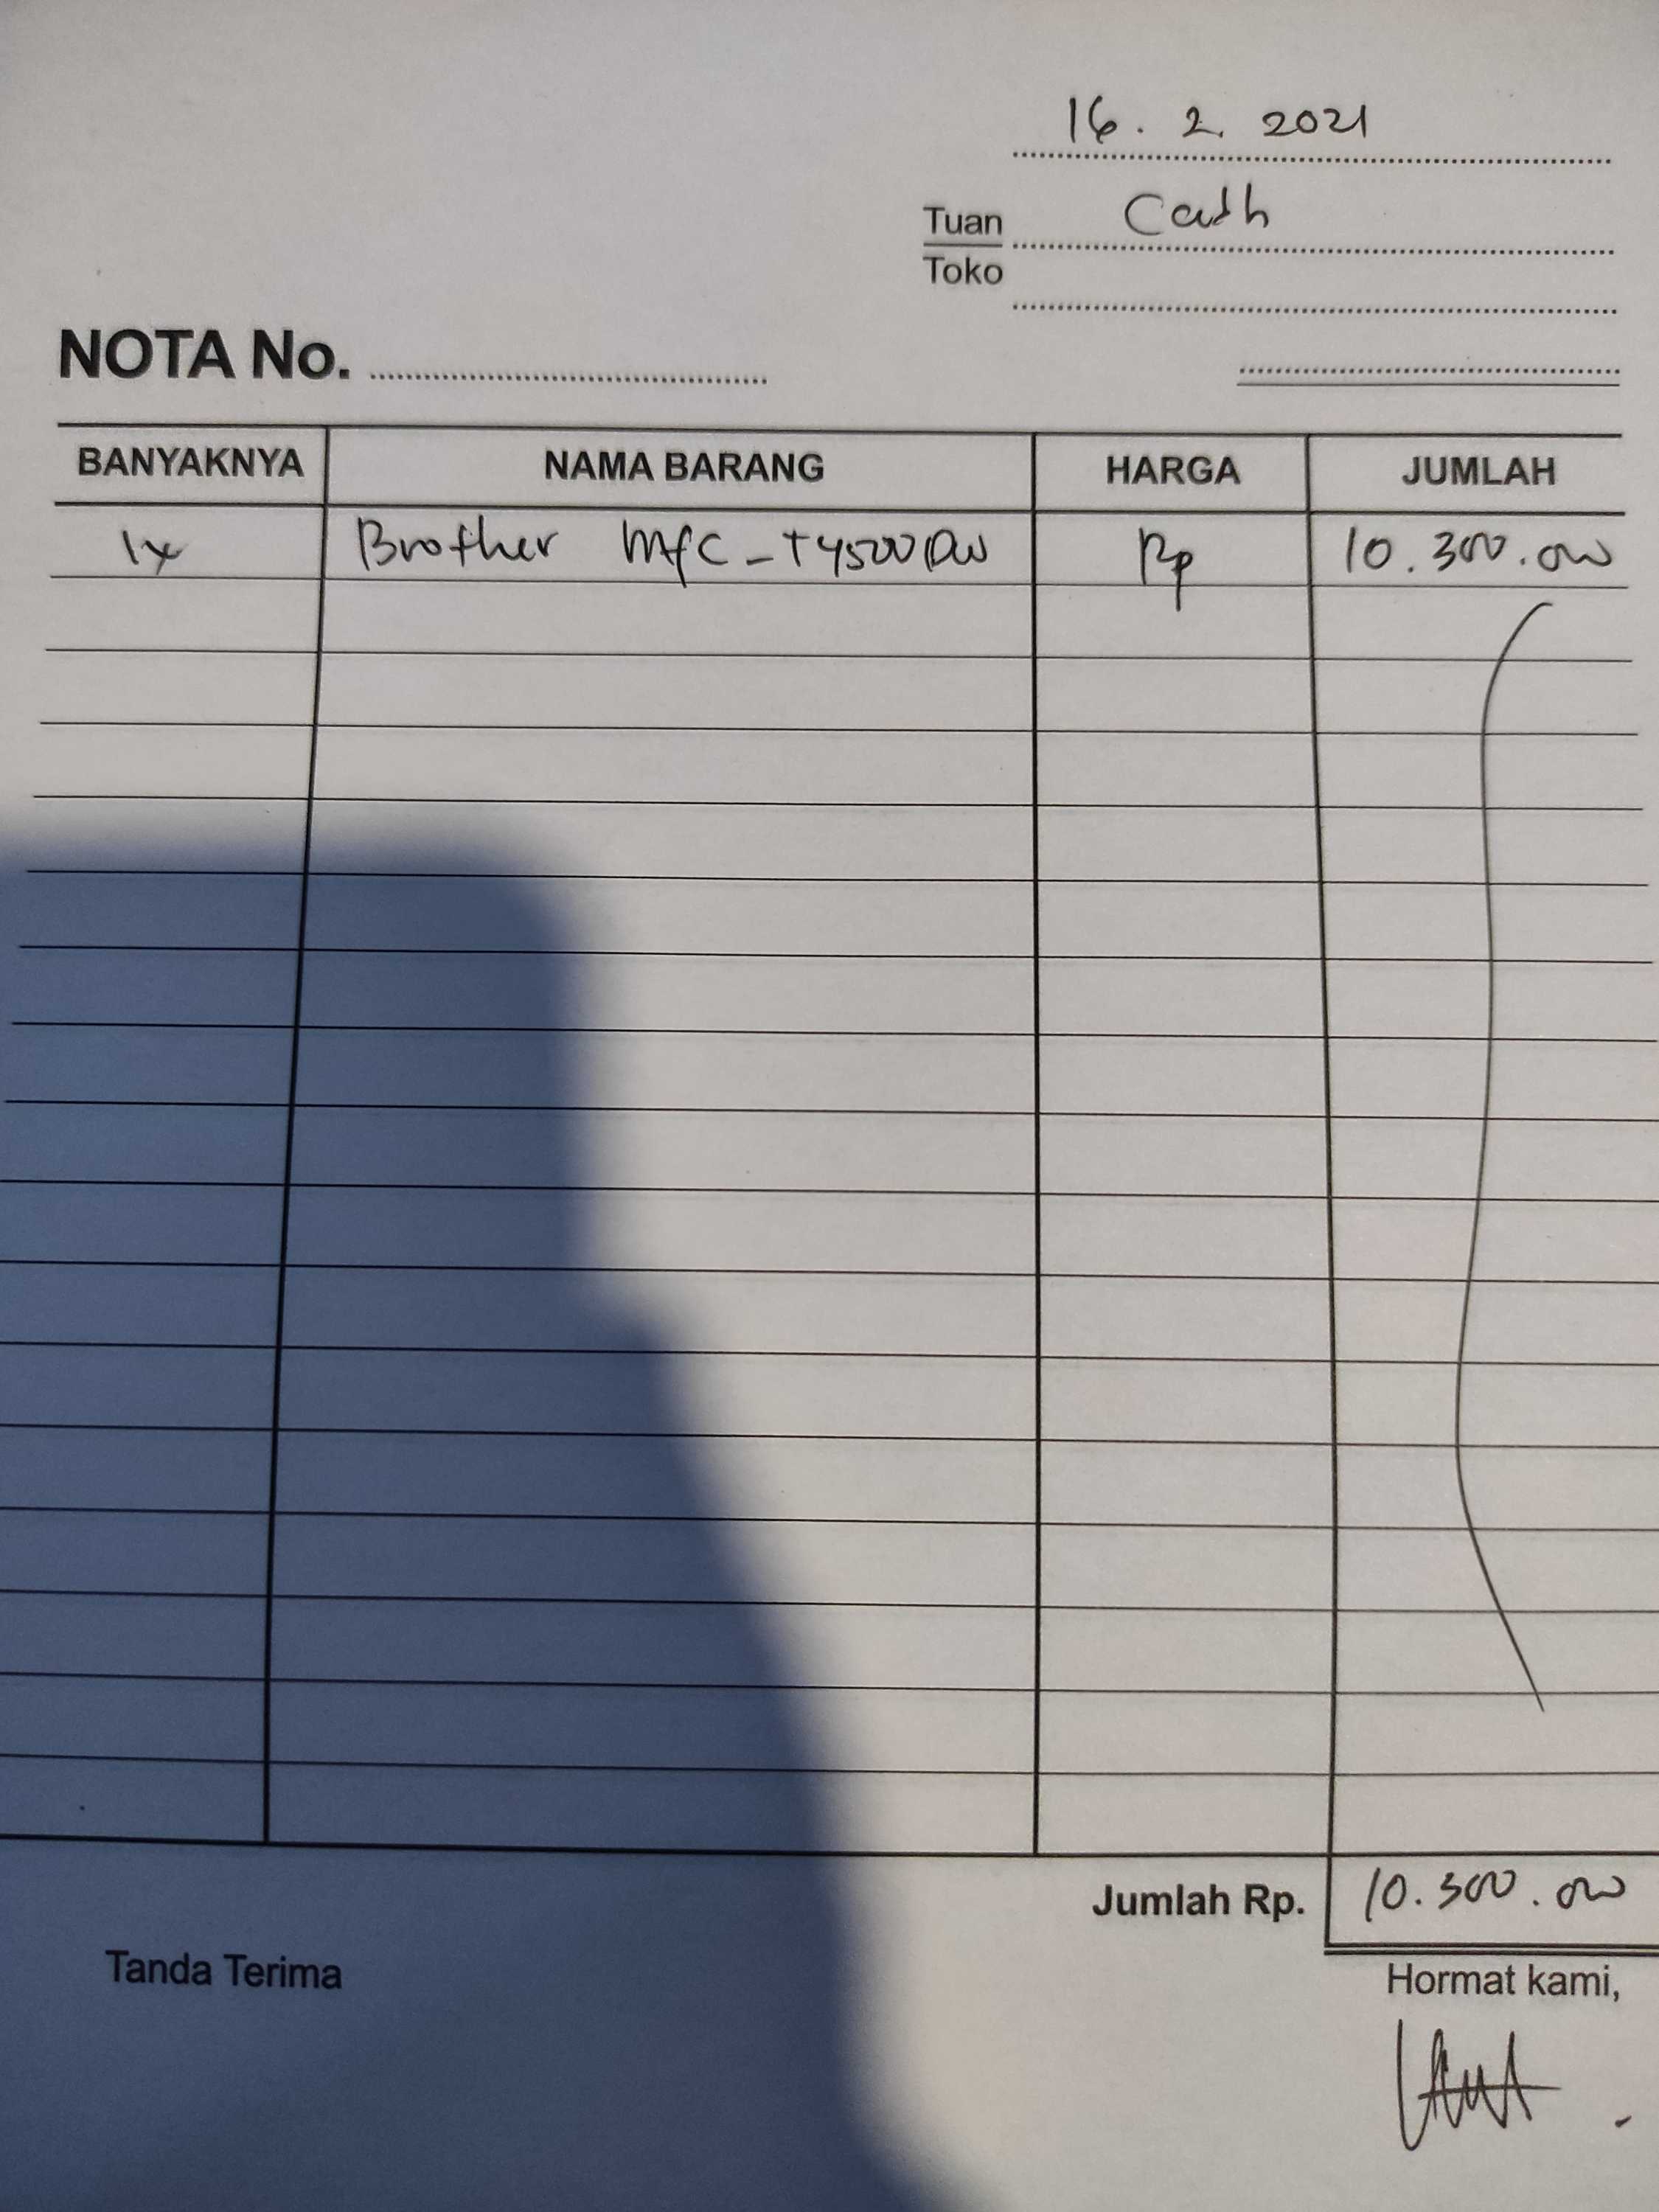 16. 2. 2021
Tuan Cash
Toko
NOTA No.
BANYAKNYA NAMA BARANG HARGA JUMLAH
1x Brother MFC-T4500DW Rp 10.300.000
Jumlah Rp. 10.300.000
Tanda Terima Hormat kami,